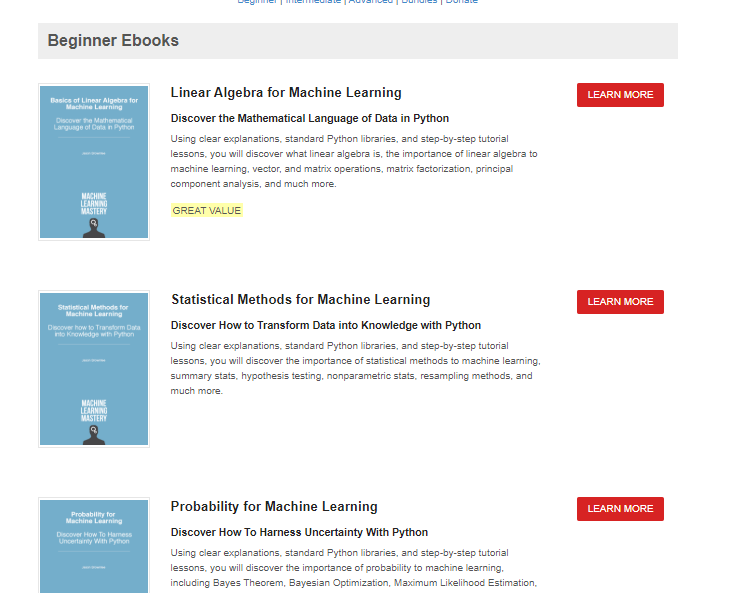 Beginner | Intermediate | Advanced | Bundles | Donate
Beginner Ebooks
Basics of Linear Algebra for
Machine Learning
Discover the Mathematical
Language of Data in Python
MACHINE
LEARNING
MASTERY
Linear Algebra for Machine Learning
Discover the Mathematical Language of Data in Python
Using clear explanations, standard Python libraries, and step-by-step tutorial
lessons, you will discover what linear algebra is, the importance of linear algebra to
machine learning, vector, and matrix operations, matrix factorization, principal
component analysis, and much more.
GREAT VALUE
LEARN MORE
Statistical Methods for
Machine Learning
Discover how to Transform Data
into Knowledge with Python
MACHINE
LEARNING
MASTERY
Statistical Methods for Machine Learning
Discover How to Transform Data into Knowledge with Python
Using clear explanations, standard Python libraries, and step-by-step tutorial
lessons, you will discover the importance of statistical methods to machine learning,
summary stats, hypothesis testing, nonparametric stats, resampling methods, and
much more.
LEARN MORE
Probability for
Machine Learning
Discover How To Harness
Uncertainty With Python
Probability for Machine Learning
Discover How To Harness Uncertainty With Python
Using clear explanations, standard Python libraries, and step-by-step tutorial
lessons, you will discover the importance of probability to machine learning,
including Bayes Theorem, Bayesian Optimization, Maximum Likelihood Estimation,
LEARN MORE